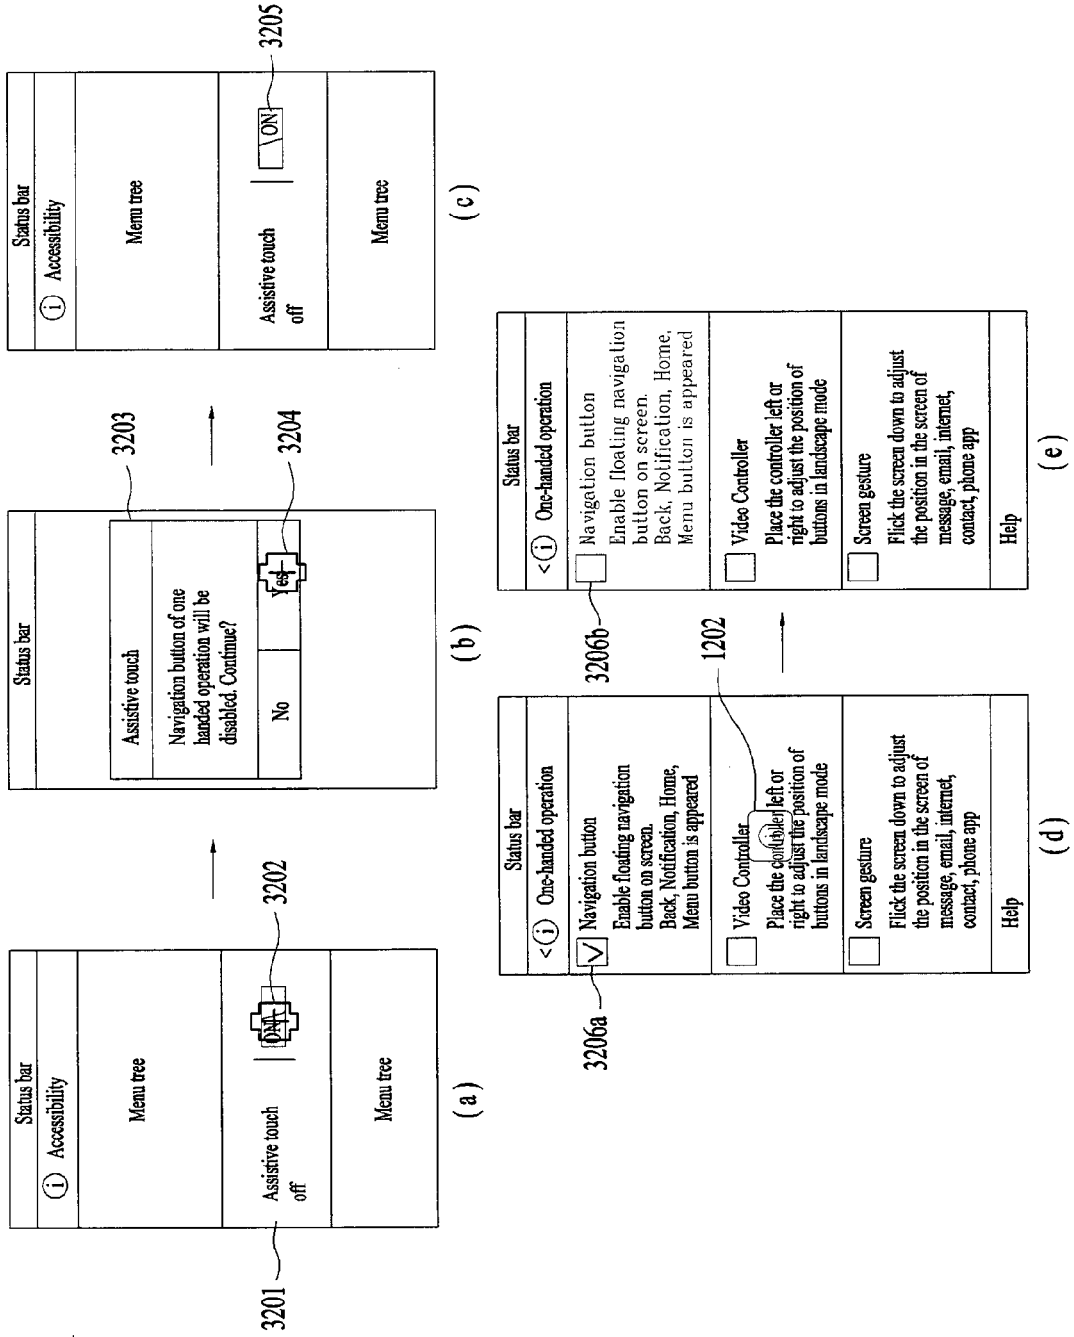 Status bar
i Accessibility
Menu tree
3201
Assistive touch
off
ON
3202
Menu tree
(a)
Status bar
3203
Assistive touch
Navigation button of one
handed operation will be
disabled. Continue?
No
Yes
3204
(b)
Status bar
i Accessibility
Menu tree
Assistive touch
off
ON
3205
Menu tree
(c)
Status bar
<i One-handed operation
3206a
Navigation button
Enable floating navigation
button on screen.
Back, Notification, Home,
Menu button is appeared
1202
Video Controller
Place the controller left or
right to adjust the position of
buttons in landscape mode
Screen gesture
Flick the screen down to adjust
the position in the screen of
message, email, internet,
contact, phone app
Help
(d)
Status bar
<i One-handed operation
3206b
Navigation button
Enable floating navigation
button on screen.
Back, Notification, Home,
Menu button is appeared
Video Controller
Place the controller left or
right to adjust the position of
buttons in landscape mode
Screen gesture
Flick the screen down to adjust
the position in the screen of
message, email, internet,
contact, phone app
Help
(e)